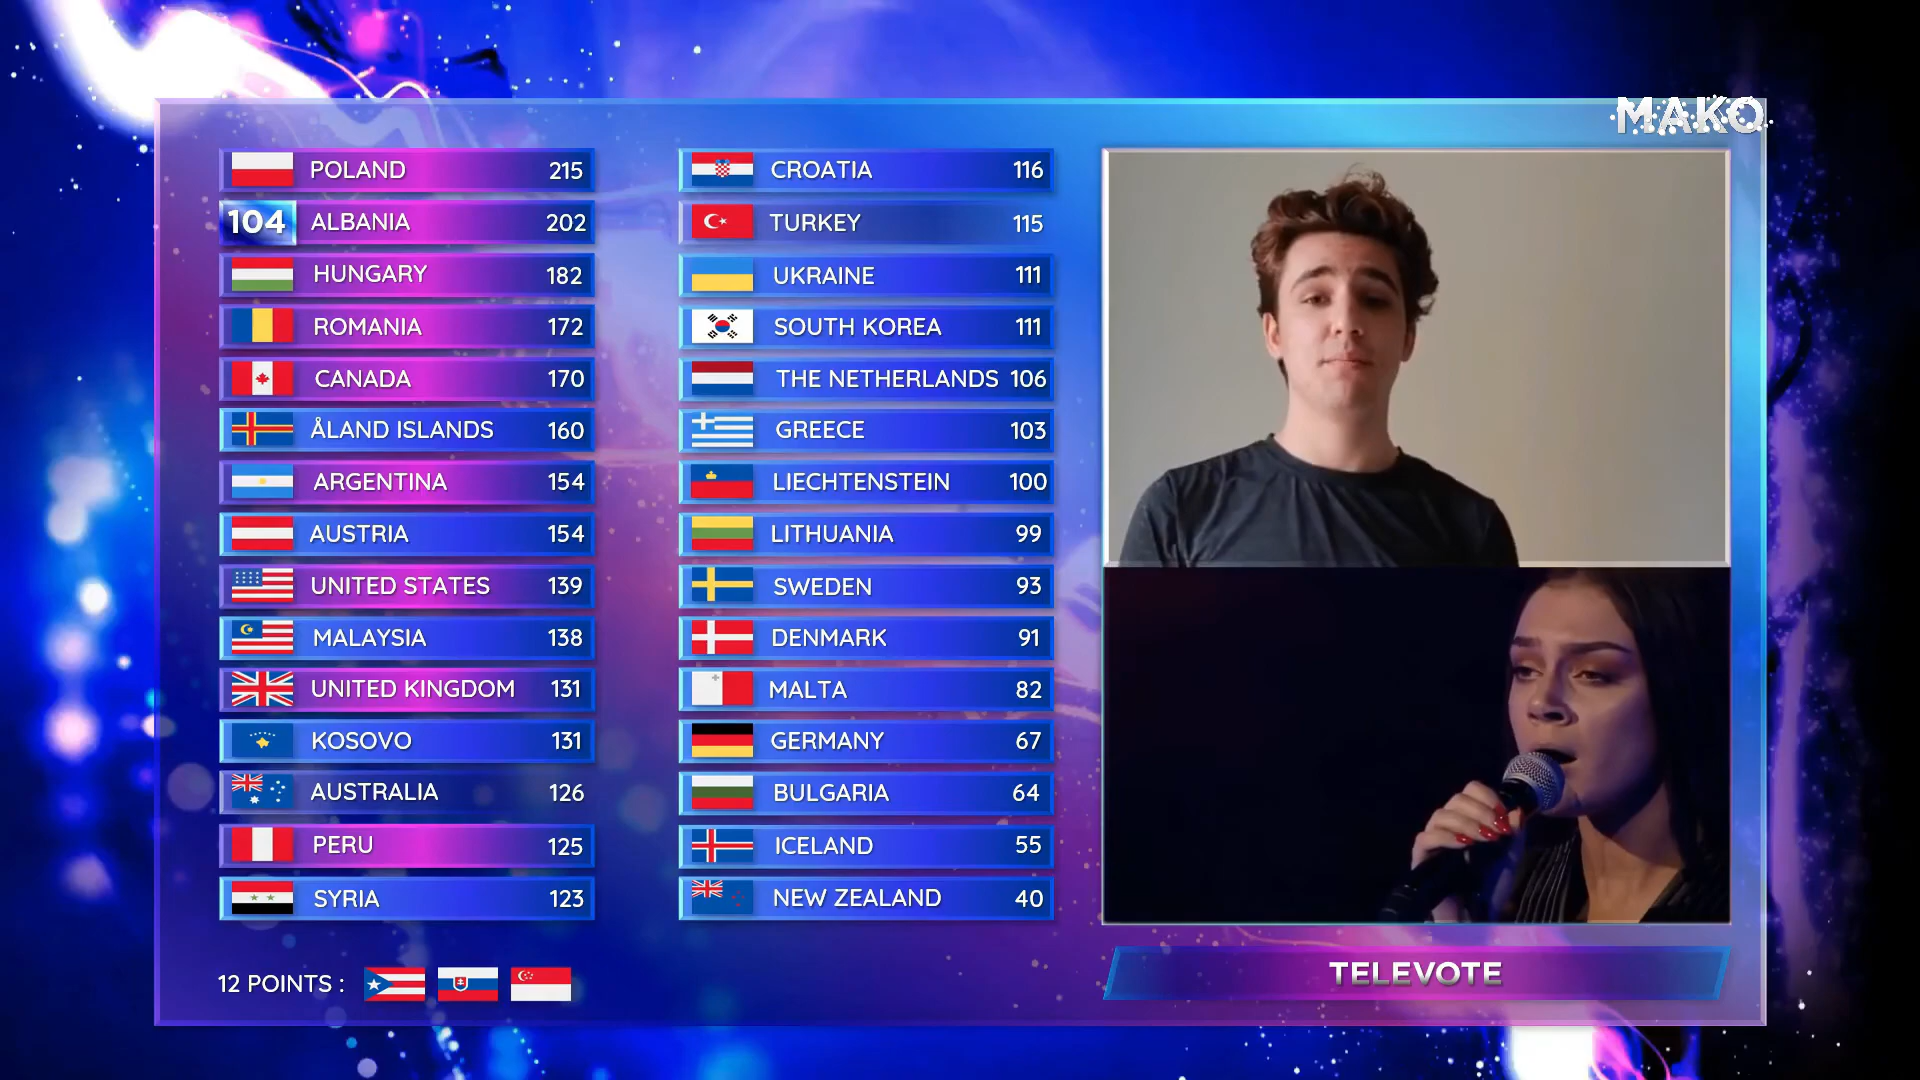 MAKO
POLAND 215
104 ALBANIA 202
HUNGARY 182
ROMANIA 172
CANADA 170
ÅLAND ISLANDS 160
ARGENTINA 154
AUSTRIA 154
UNITED STATES 139
MALAYSIA 138
UNITED KINGDOM 131
KOSOVO 131
AUSTRALIA 126
PERU 125
SYRIA 123
CROATIA 116
TURKEY 115
UKRAINE 111
SOUTH KOREA 111
THE NETHERLANDS 106
GREECE 103
LIECHTENSTEIN 100
LITHUANIA 99
SWEDEN 93
DENMARK 91
MALTA 82
GERMANY 67
BULGARIA 64
ICELAND 55
NEW ZEALAND 40
12 POINTS :
TELEVOTE